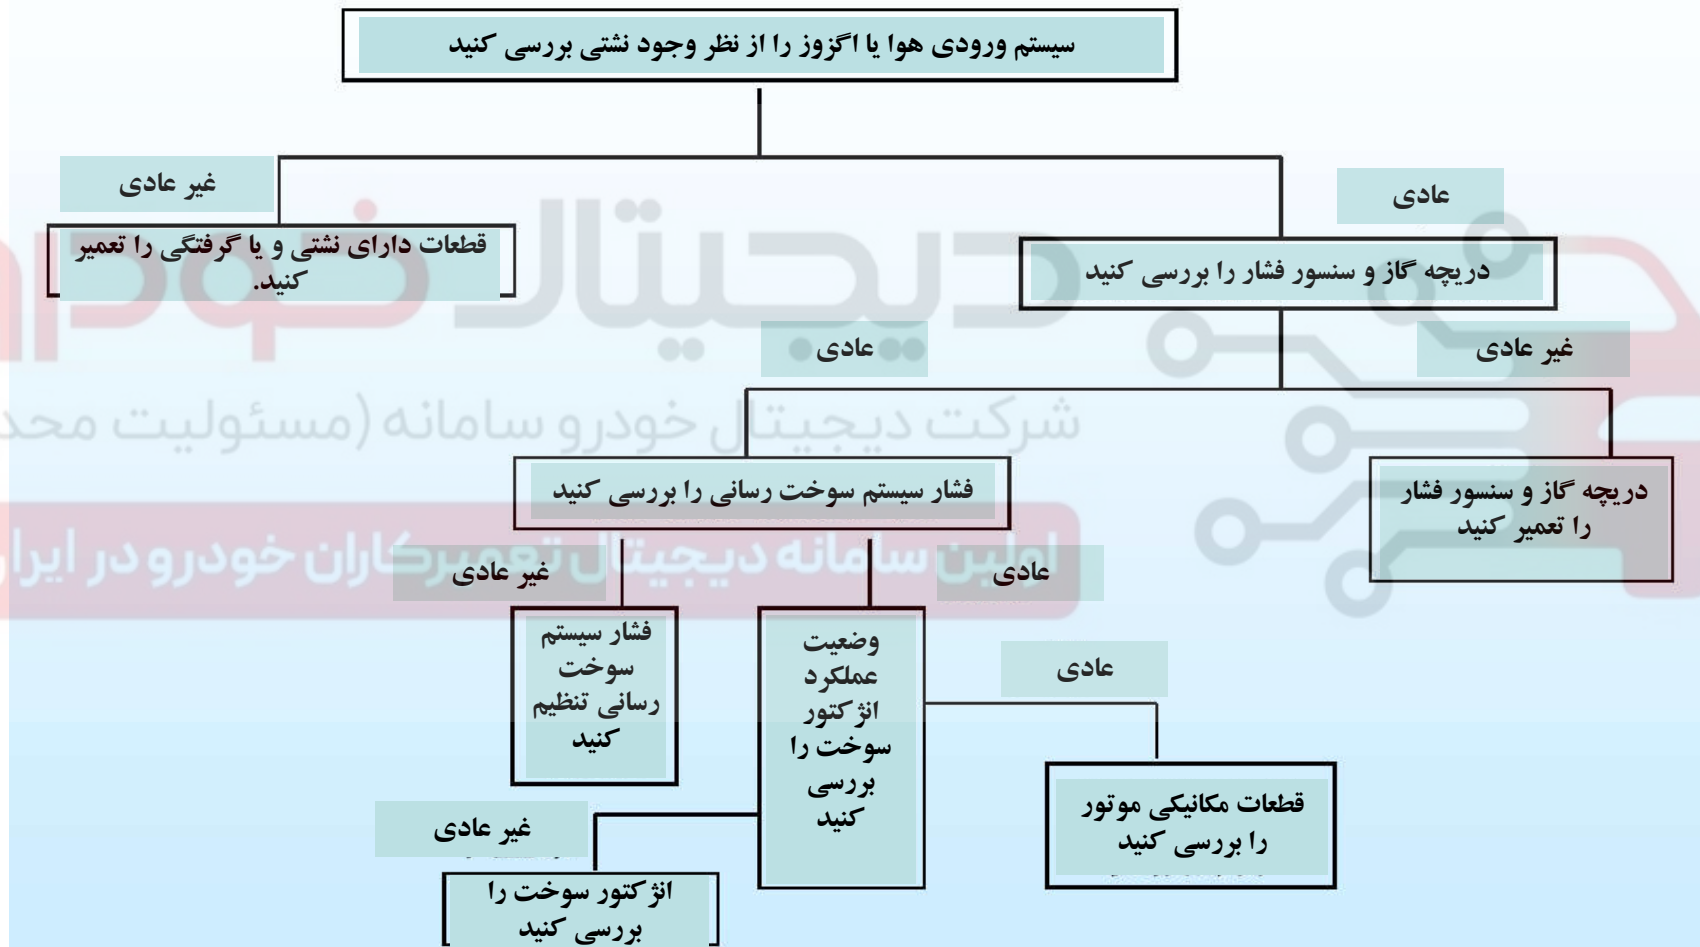 سیستم ورودی هوا یا اگزوز را از نظر وجود نشتی بررسی کنید
عادی
غیر عادی
دریچه گاز و سنسور فشار را بررسی کنید
قطعات دارای نشتی و یا گرفتگی را تعمیر
کنید.
دیجیتال خودرو
غیر عادی
عادی
شرکت دیجیتال خودرو سامانه (مسئولیت
دریچه گاز و سنسور فشار
را تعمیر کنید
فشار سیستم سوخت رسانی را بررسی کنید
اولین سامانه دیجیتال تعمیرکاران خودرو در
عادی
غیر عادی
وضعیت
عملکرد
انژکتور
سوخت را
بررسی
کنید
فشار سیستم
سوخت
رسانی تنظیم
کنید
عادی
قطعات مکانیکی موتور
را بررسی کنید
غیر عادی
انژکتور سوخت را
بررسی کنید